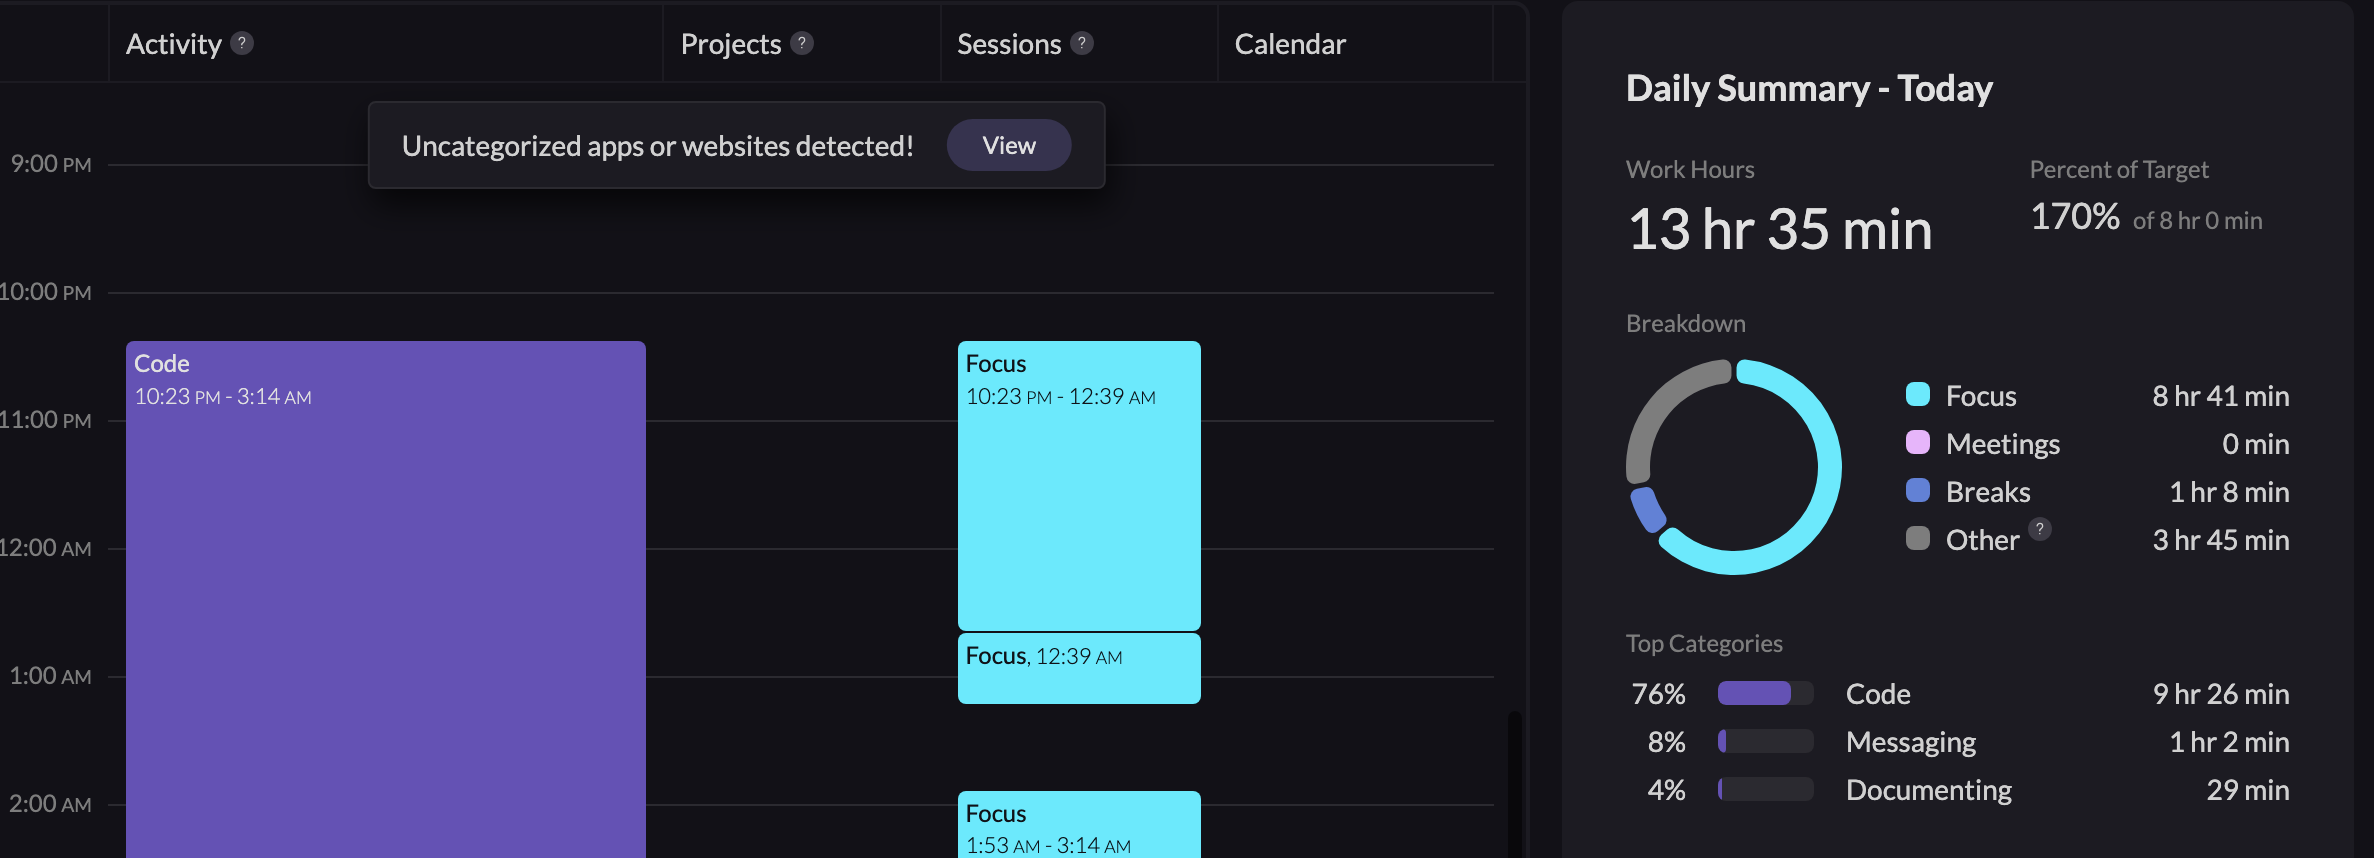 Activity ?
Projects ?
Sessions ?
Calendar
Uncategorized apps or websites detected!
View
9:00 PM
10:00 PM
11:00 PM
12:00 AM
1:00 AM
2:00 AM
Code
10:23 PM - 3:14 AM
Focus
10:23 PM - 12:39 AM
Focus, 12:39 AM
Focus
1:53 AM - 3:14 AM
Daily Summary - Today
Work Hours
13 hr 35 min
Percent of Target
170% of 8 hr 0 min
Breakdown
Focus 8 hr 41 min
Meetings 0 min
Breaks 1 hr 8 min
Other ? 3 hr 45 min
Top Categories
76% Code 9 hr 26 min
8% Messaging 1 hr 2 min
4% Documenting 29 min